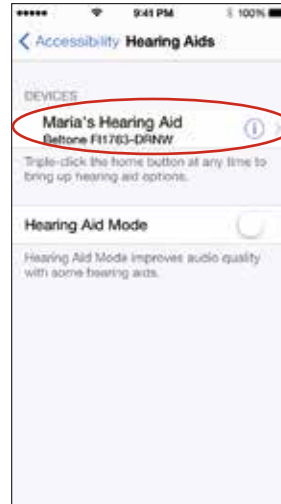 9:41 PM 100%
Accessibility Hearing Aids
DEVICES
Maria's Hearing Aid
Beltone FI1763-DRNW
Triple-click the home button at any time to
bring up hearing aid options.
Hearing Aid Mode
Hearing Aid Mode improves audio quality
with some hearing aids.